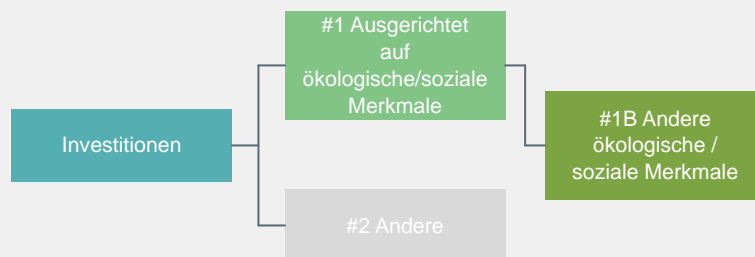 #1 Ausgerichtet
auf
ökologische/soziale
Merkmale
Investitionen
#1B Andere
ökologische /
soziale Merkmale
#2 Andere